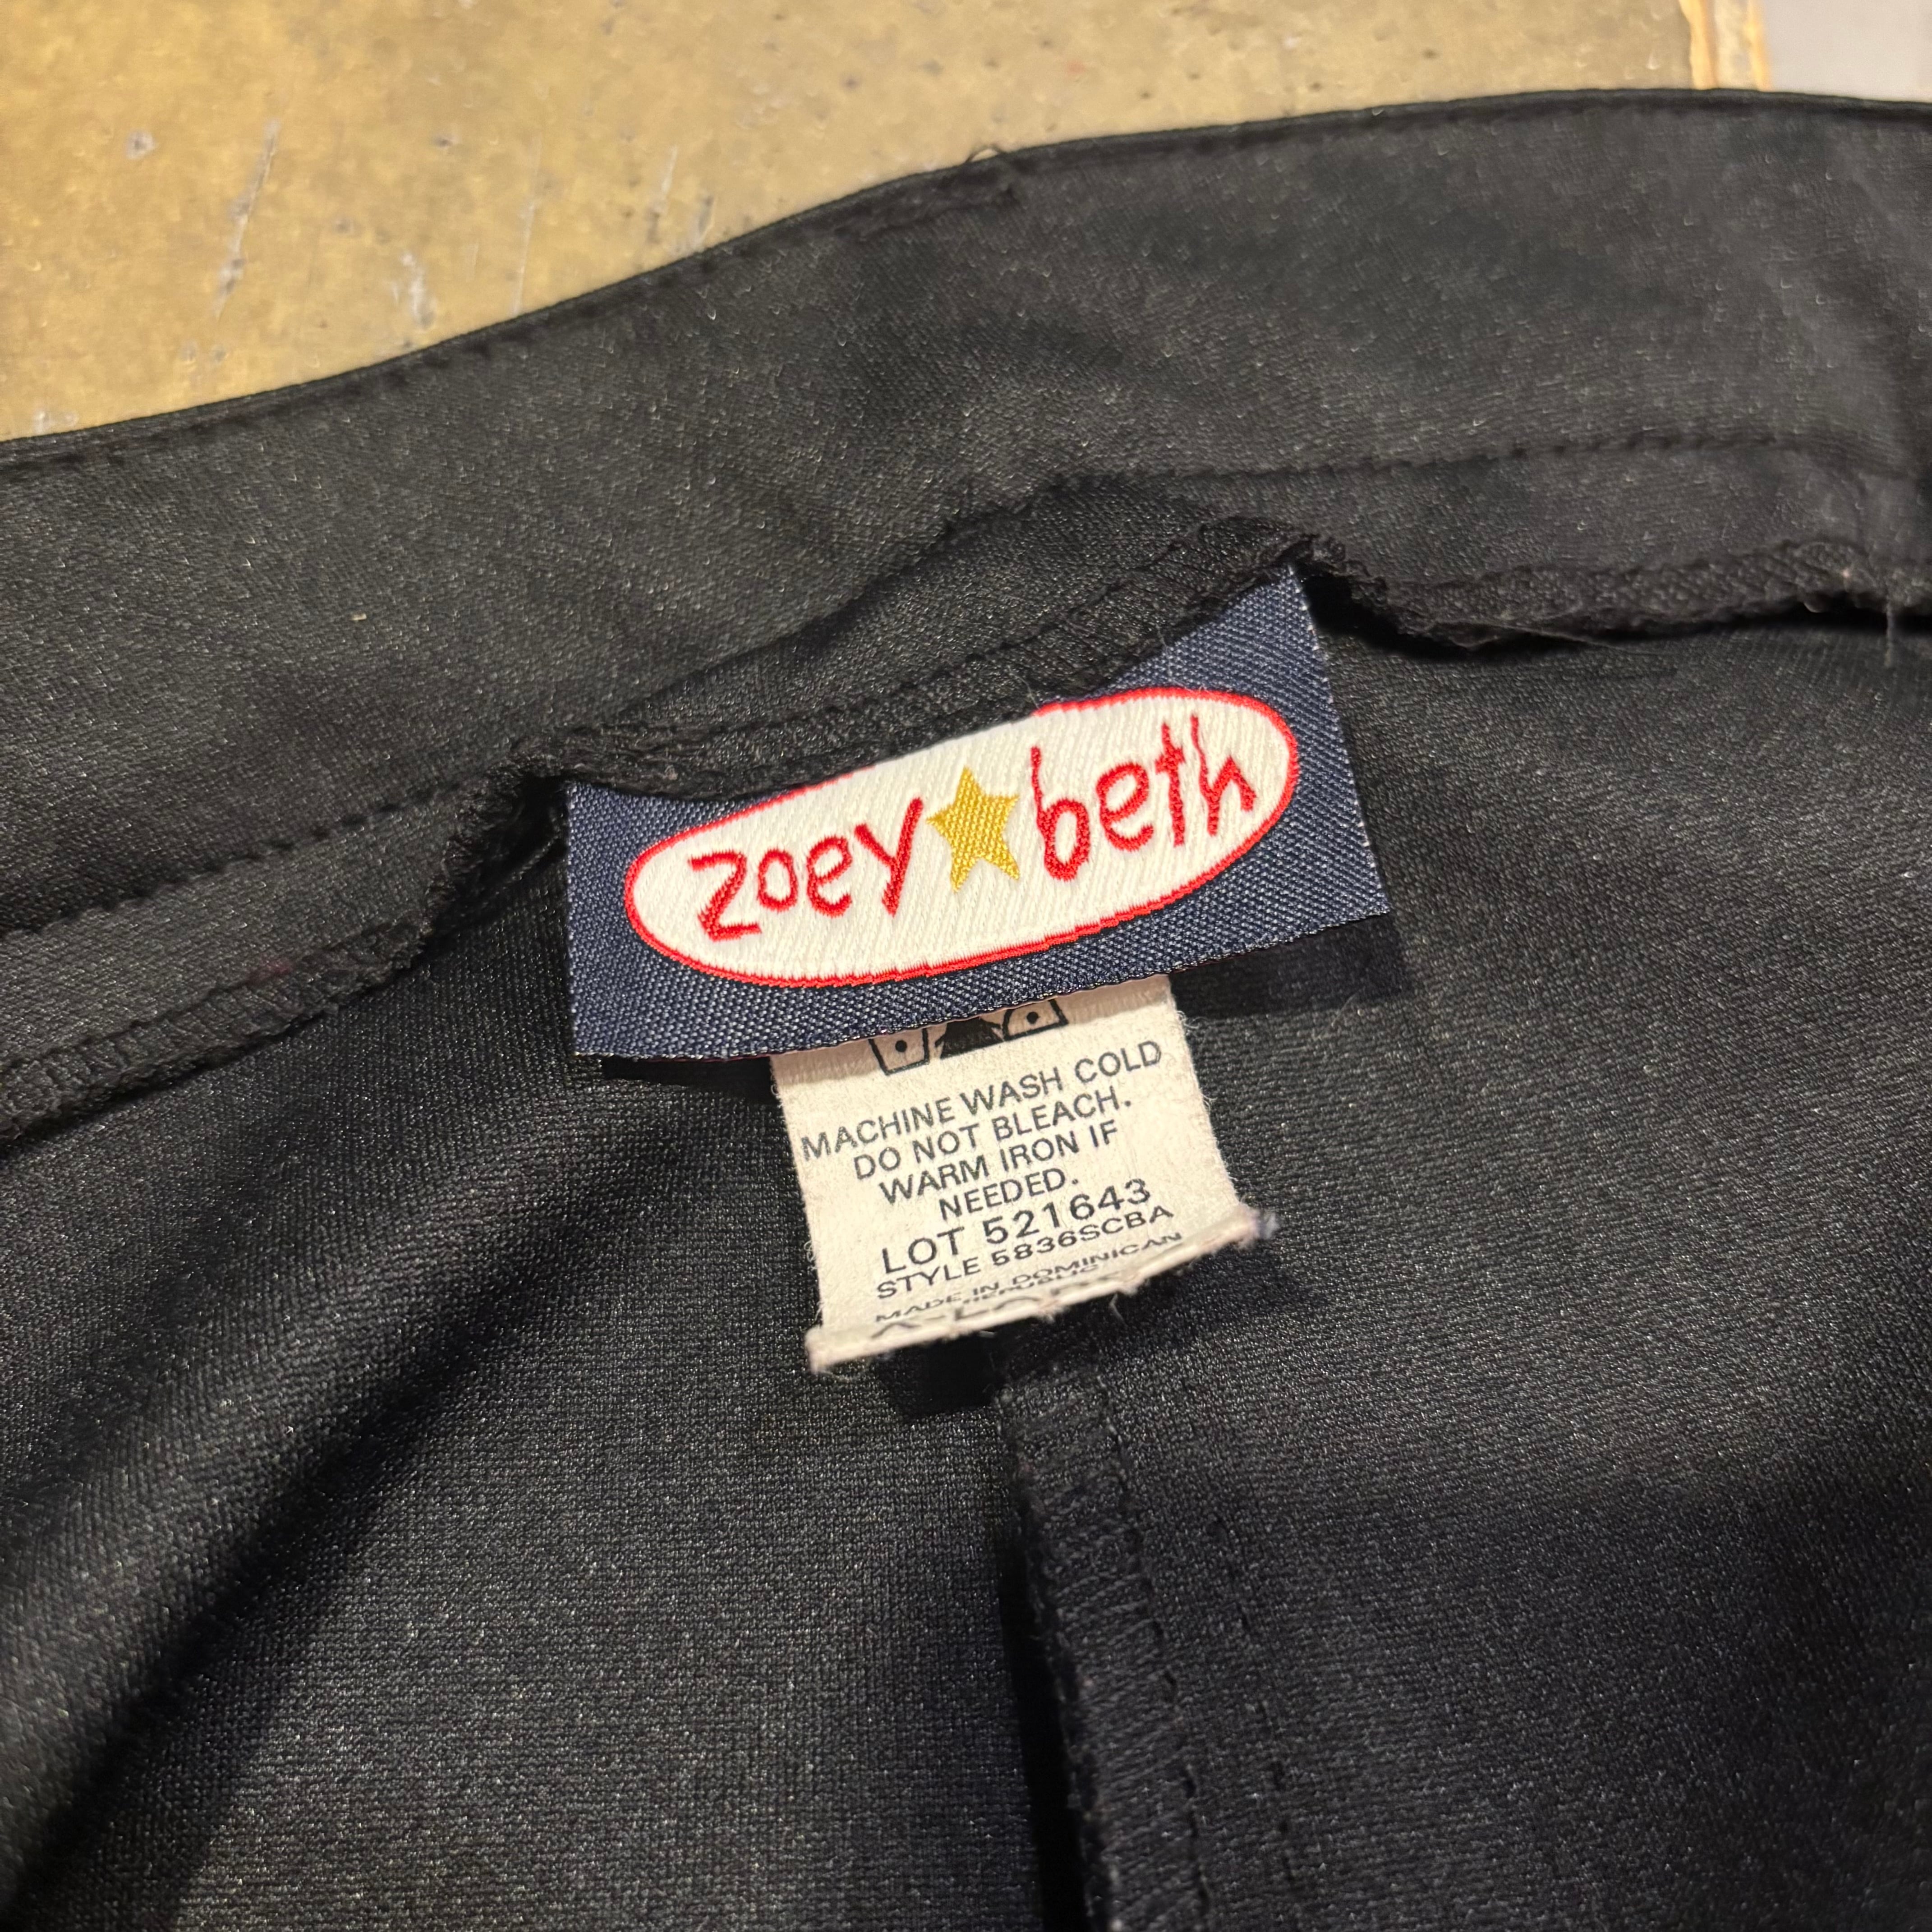 zoey beth
MACHINE WASH COLD
DO NOT BLEACH.
WARM IRON IF
NEEDED.
LOT 521643
STYLE 5836SCBA
MADE IN DOMINICAN
REPUBLIC